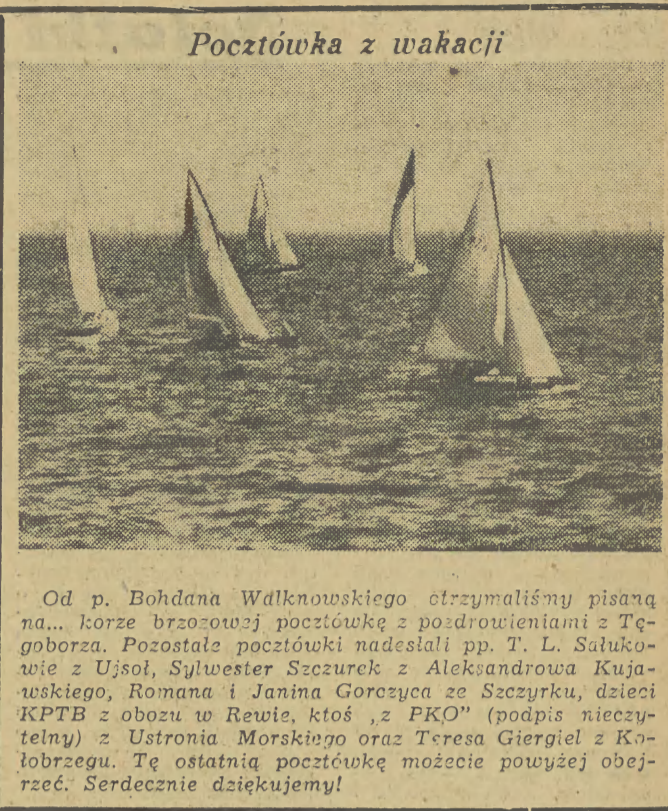 Pocztówka z wakacji
Od p. Bohdana Walknowskiego otrzymaliśmy pisaną
na... korze brzozowej pocztówkę z pozdrowieniami z Tę-
goborza. Pozostałe pocztówki nadesłali pp. T. L. Sałuko-
wie z Ujsoł, Sylwester Szczurek z Aleksandrowa Kuja-
wskiego, Romana i Janina Gorczyca ze Szczyrku, dzieci
KPTB z obozu w Rewie, ktoś „z PKO” (podpis nieczy-
telny) z Ustronia Morskiego oraz Teresa Giergiel z Ko-
łobrzegu. Tę ostatnią pocztówkę możecie powyżej obej-
rzeć. Serdecznie dziękujemy!